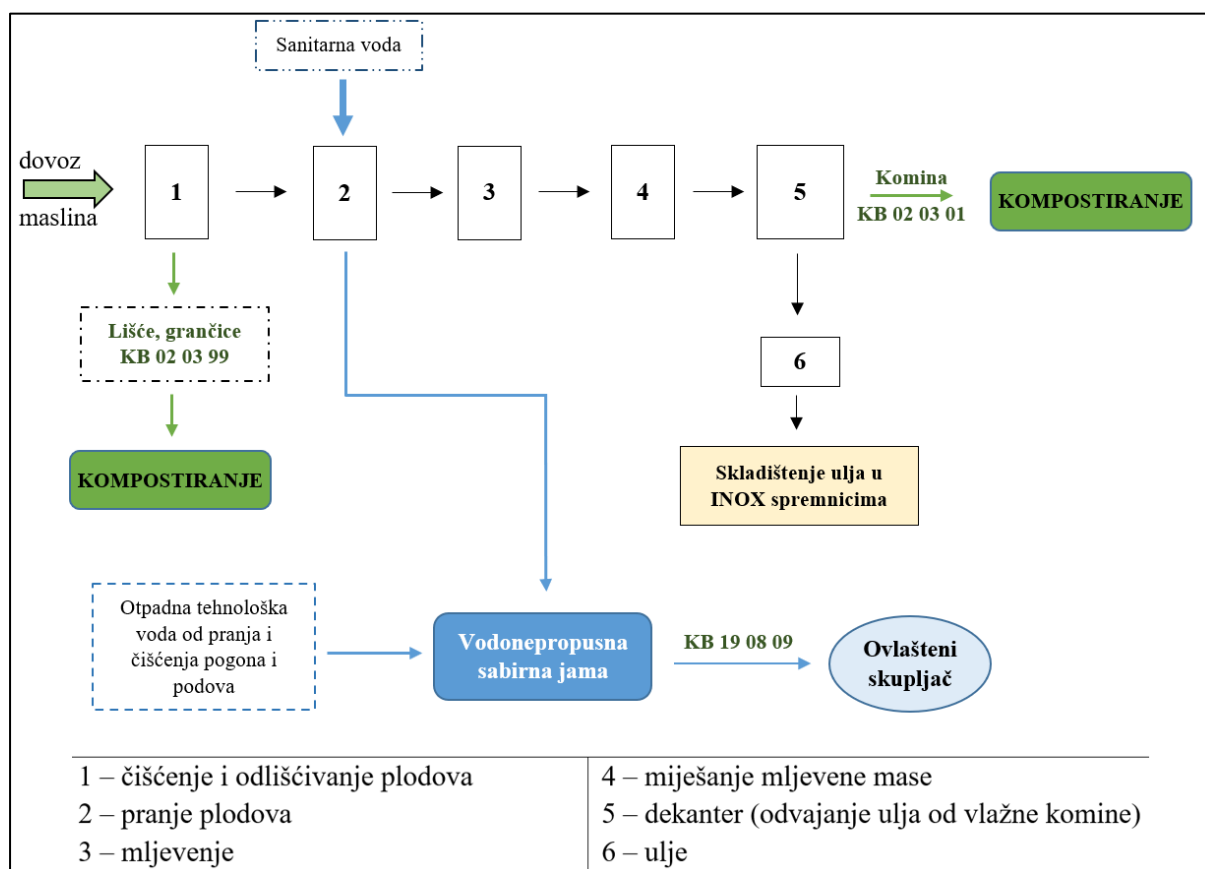 Sanitarna voda
dovoz
maslina
1
2
3
4
5
Komina
KB 02 03 01
KOMPOSTIRANJE
Lišće, grančice
KB 02 03 99
6
KOMPOSTIRANJE
Skladištenje ulja u
INOX spremnicima
Otpadna tehnološka
voda od pranja i
čišćenja pogona i
podova
Vodonepropusna
sabirna jama
KB 19 08 09
Ovlašteni
skupljač
1 – čišćenje i odlišćivanje plodova
2 – pranje plodova
3 – mljevenje
4 – miješanje mljevene mase
5 – dekanter (odvajanje ulja od vlažne komine)
6 – ulje